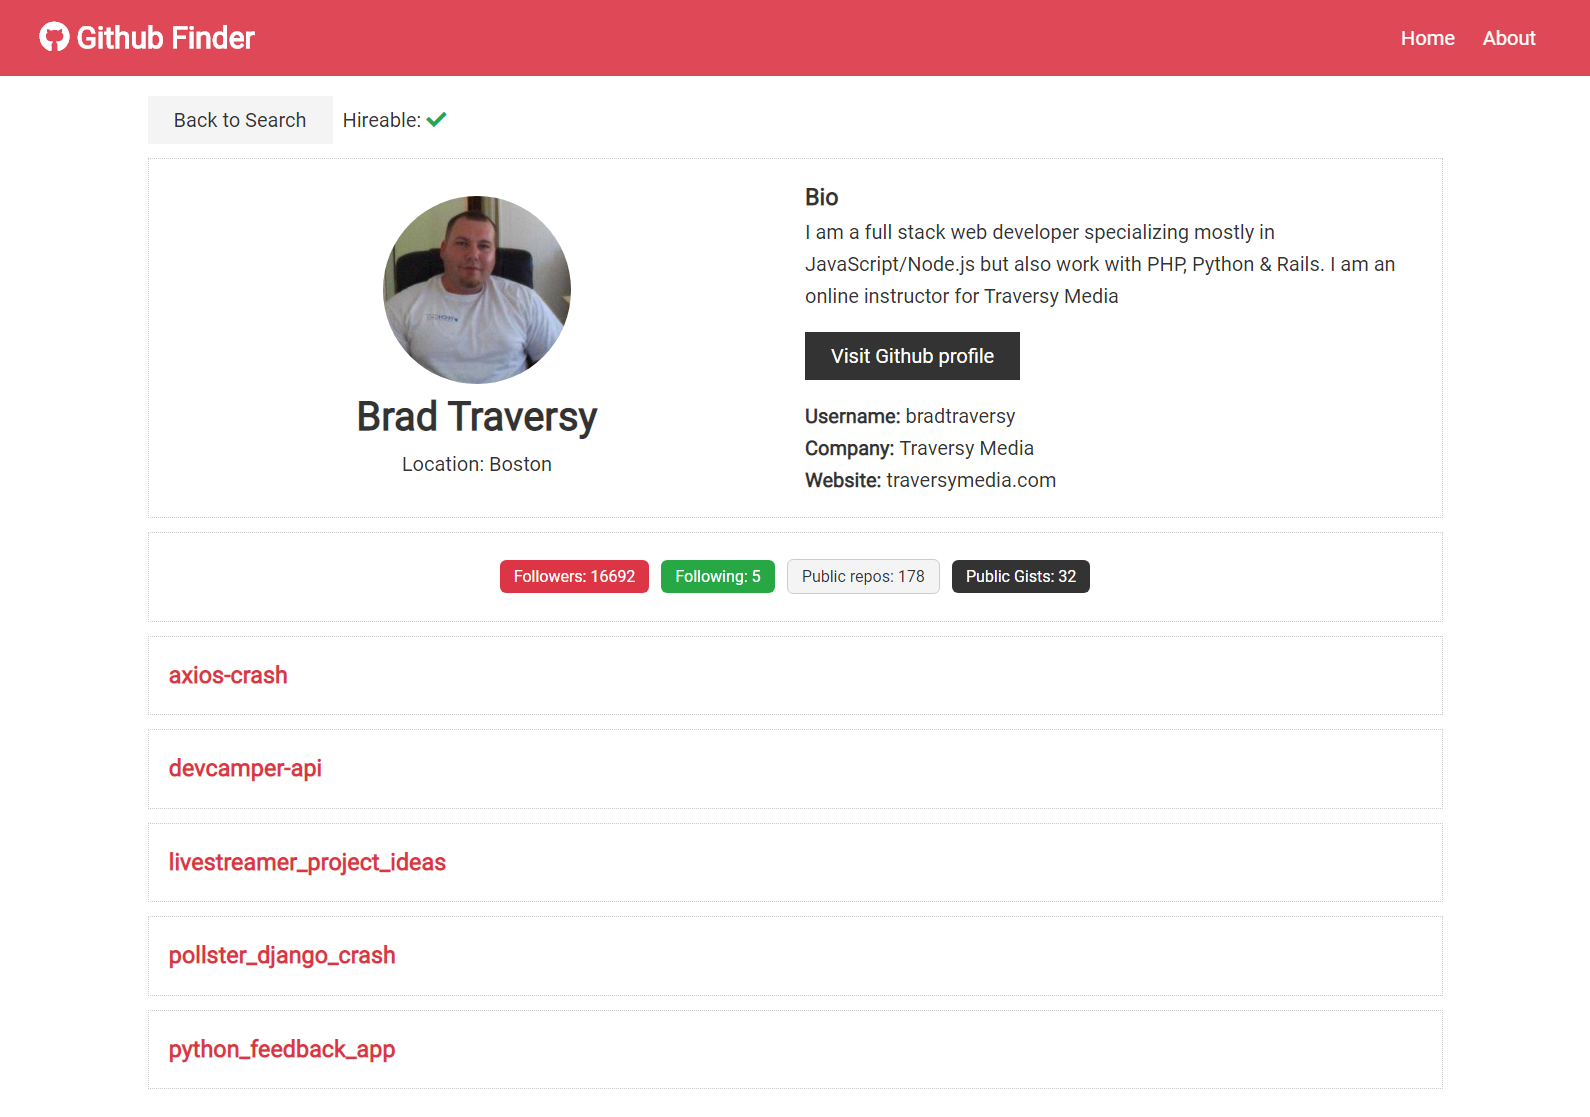 Github Finder
Home
About
Back to Search
Hireable:
Brad Traversy
Location: Boston
Bio
I am a full stack web developer specializing mostly in
JavaScript/Node.js but also work with PHP, Python & Rails. I am an
online instructor for Traversy Media
Visit Github profile
Username: bradtraversy
Company: Traversy Media
Website: traversymedia.com
Followers: 16692
Following: 5
Public repos: 178
Public Gists: 32
axios-crash
devcamper-api
livestreamer_project_ideas
pollster_django_crash
python_feedback_app